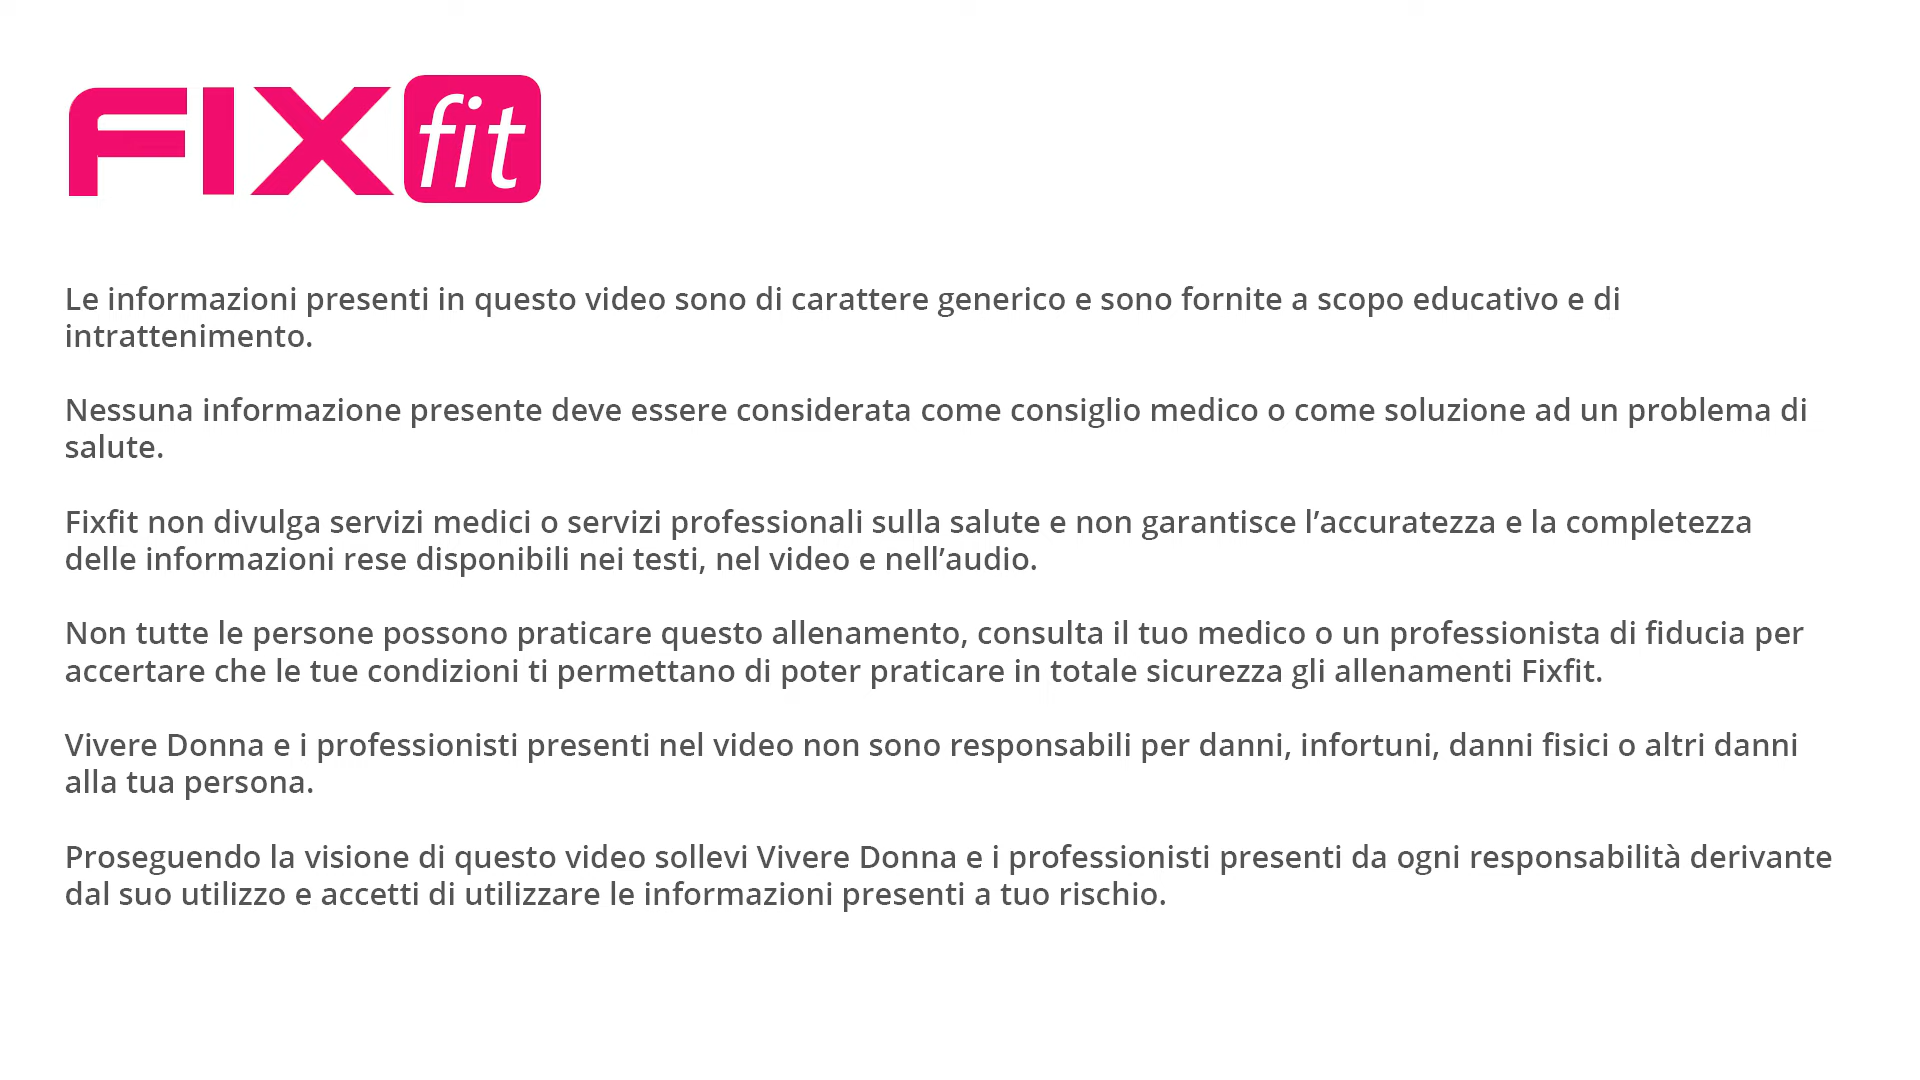 FIXfit
Le informazioni presenti in questo video sono di carattere generico e sono fornite a scopo educativo e di
intrattenimento.
Nessuna informazione presente deve essere considerata come consiglio medico o come soluzione ad un problema di
salute.
Fixfit non divulga servizi medici o servizi professionali sulla salute e non garantisce l’accuratezza e la completezza
delle informazioni rese disponibili nei testi, nel video e nell’audio.
Non tutte le persone possono praticare questo allenamento, consulta il tuo medico o un professionista di fiducia per
accertare che le tue condizioni ti permettano di poter praticare in totale sicurezza gli allenamenti Fixfit.
Vivere Donna e i professionisti presenti nel video non sono responsabili per danni, infortuni, danni fisici o altri danni
alla tua persona.
Proseguendo la visione di questo video sollevi Vivere Donna e i professionisti presenti da ogni responsabilità derivante
dal suo utilizzo e accetti di utilizzare le informazioni presenti a tuo rischio.